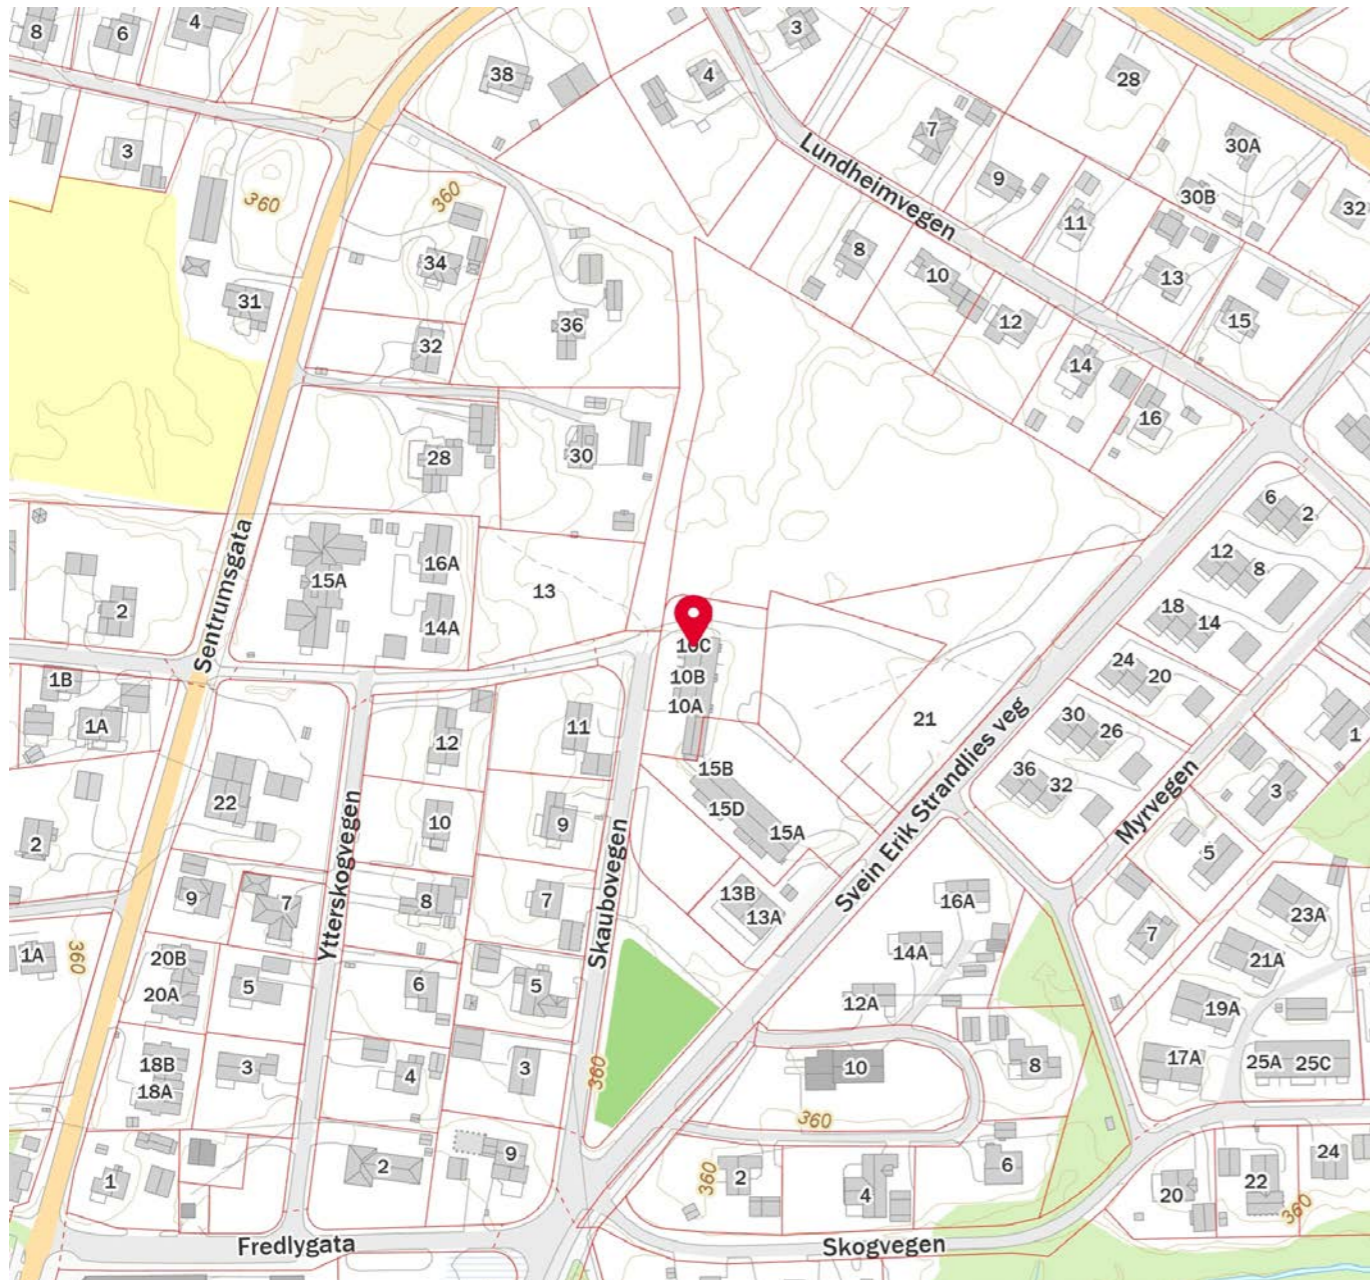 8
6
4
3
38
4
3
28
7
30A
3
9
30B
32
360
360
Lundheimvegen
11
8
34
10
13
31
36
12
15
32
14
16
28
30
6
2
Sentrumsgata
16A
12
8
15A
13
2
14A
18
14
10C
24
20
1B
10B
10A
21
30
26
1A
12
11
Svein Erik Strandlies veg
1
15B
36
32
22
15D
3
Myrvegen
10
9
15A
2
Ytterskogvegen
Skaubovegen
5
9
7
8
7
13B
13A
16A
23A
7
1A
360
20B
14A
21A
20A
5
6
5
12A
19A
18B
3
4
3
360
10
8
17A
25A
25C
18A
360
1
2
9
360
2
4
6
20
22
24
360
Fredlygata
Skogvegen